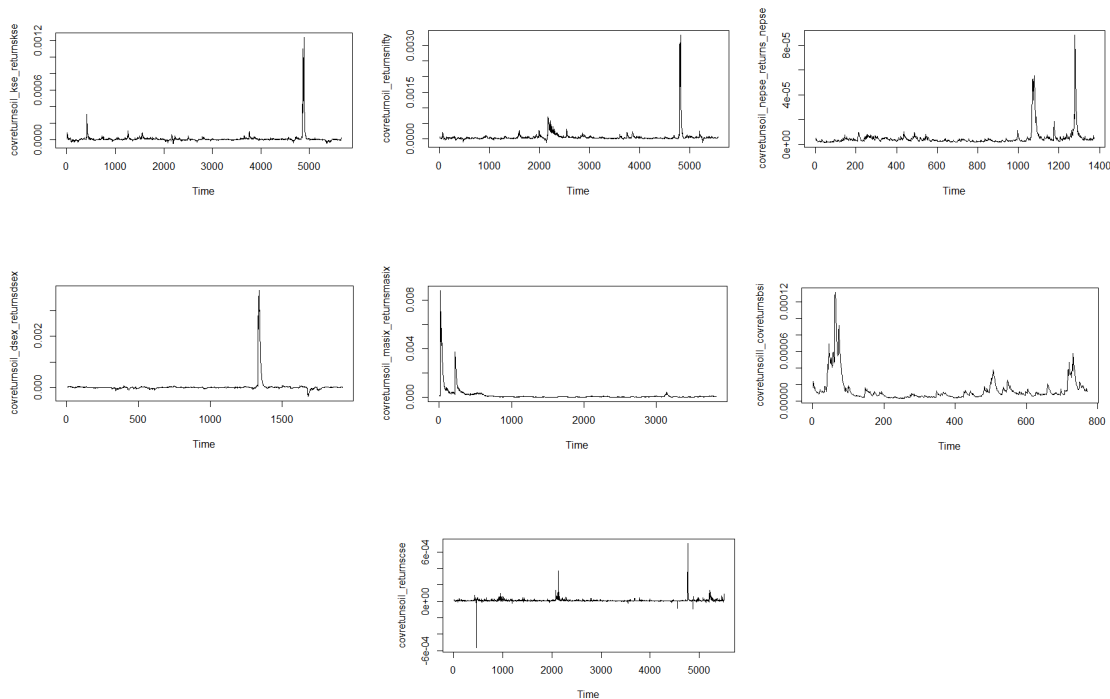 covreturnsoil_kse_returnskse
0.0000 0.0006 0.0012
0 1000 2000 3000 4000 5000
Time
covreturnoil_returnsnifty
0.0000 0.0015 0.0030
0 1000 2000 3000 4000 5000
Time
covreturnsoil_nepse_returns_nepse
0e+00 4e-05 8e-05
0 200 400 600 800 1000 1200 1400
Time
covreturnsoil_dsex_returnsdsex
0.000 0.002
0 500 1000 1500
Time
covreturnsoil_masix_returnsmasix
0.000 0.004 0.008
0 1000 2000 3000
Time
covreturnsoill_covreturnsbsi
0.00000 0.00006 0.00012
0 200 400 600 800
Time
covretunsoil_returnscse
-6e-04 0e+00 6e-04
0 1000 2000 3000 4000 5000
Time